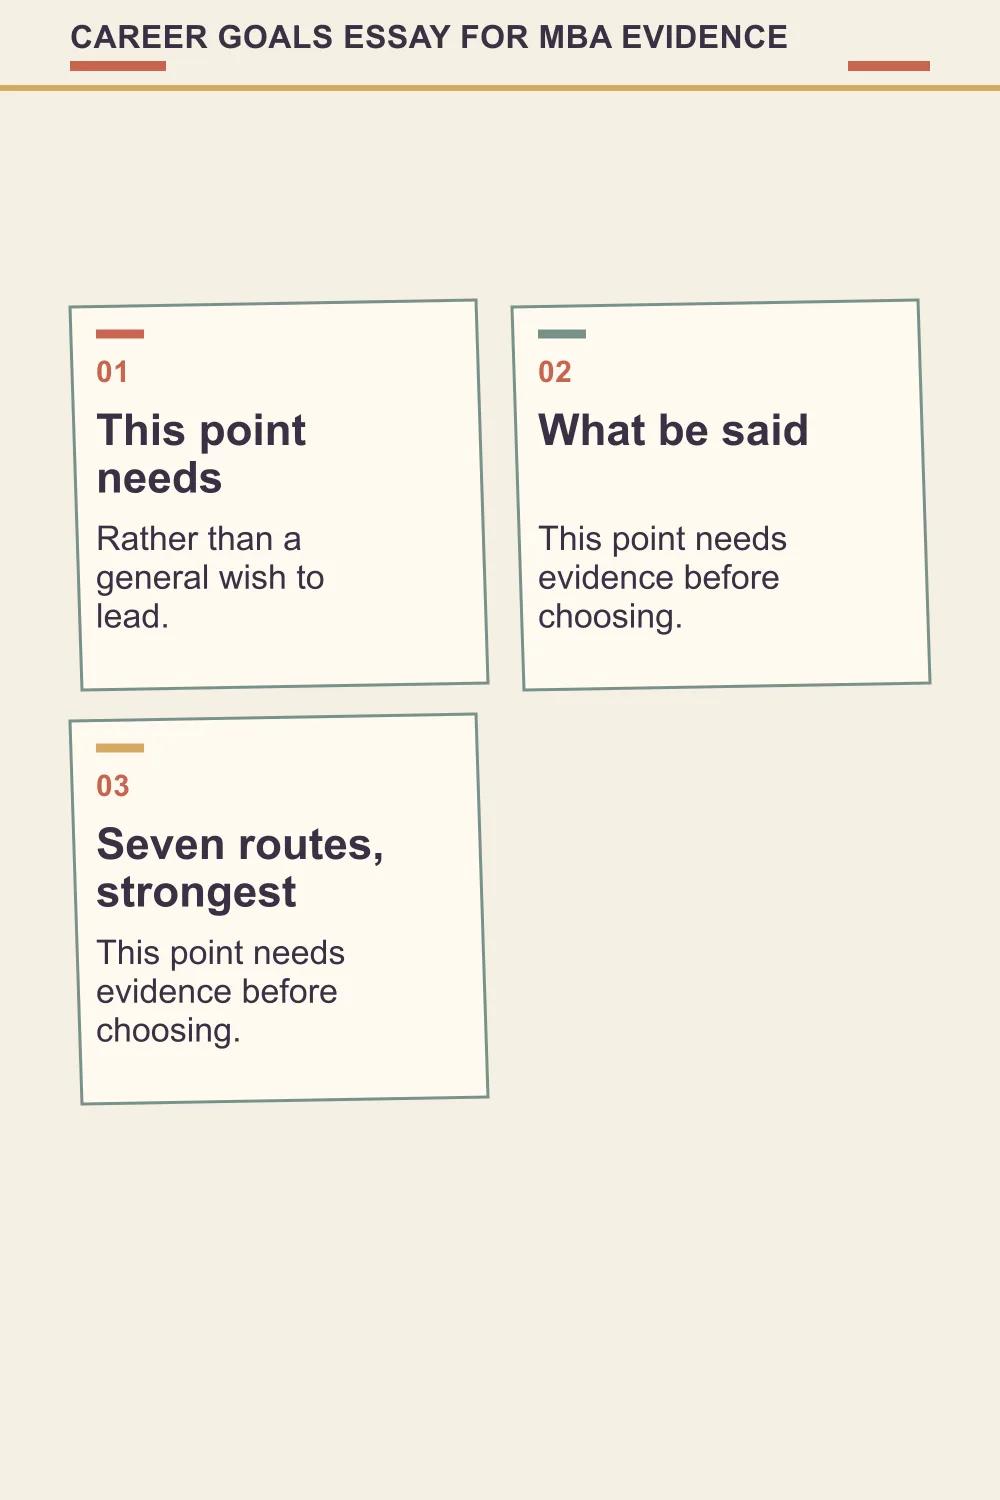 CAREER GOALS ESSAY FOR MBA EVIDENCE
01
This point
needs
Rather than a
general wish to
lead.
02
What be said
This point needs
evidence before
choosing.
03
Seven routes,
strongest
This point needs
evidence before
choosing.